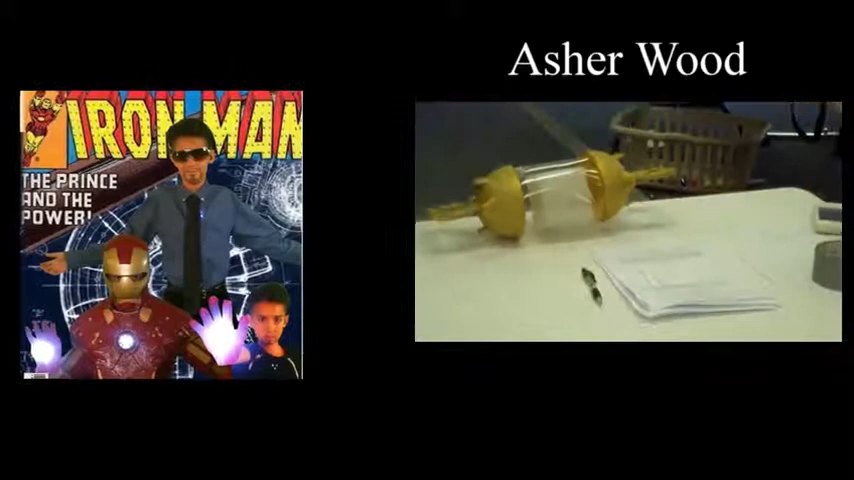 Asher Wood
IRON MAN
THE PRINCE
AND THE
POWER!